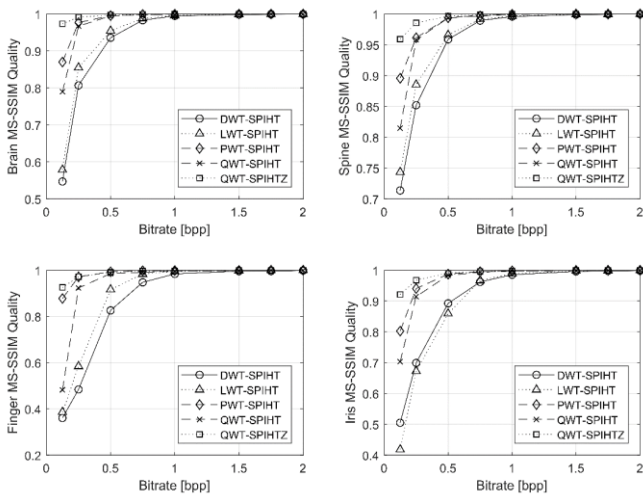 1
0.9
0.8
0.7
0.6
0.5
Brain MS-SSIM Quality
DWT-SPIHT
LWT-SPIHT
PWT-SPIHT
QWT-SPIHT
QWT-SPIHTZ
0 0.5 1 1.5 2
Bitrate [bpp]
1
0.95
0.9
0.85
0.8
0.75
0.7
Spine MS-SSIM Quality
DWT-SPIHT
LWT-SPIHT
PWT-SPIHT
QWT-SPIHT
QWT-SPIHTZ
0 0.5 1 1.5 2
Bitrate [bpp]
1
0.8
0.6
0.4
0.2
Finger MS-SSIM Quality
DWT-SPIHT
LWT-SPIHT
PWT-SPIHT
QWT-SPIHT
QWT-SPIHTZ
0 0.5 1 1.5 2
Bitrate [bpp]
1
0.9
0.8
0.7
0.6
0.5
0.4
Iris MS-SSIM Quality
DWT-SPIHT
LWT-SPIHT
PWT-SPIHT
QWT-SPIHT
QWT-SPIHTZ
0 0.5 1 1.5 2
Bitrate [bpp]